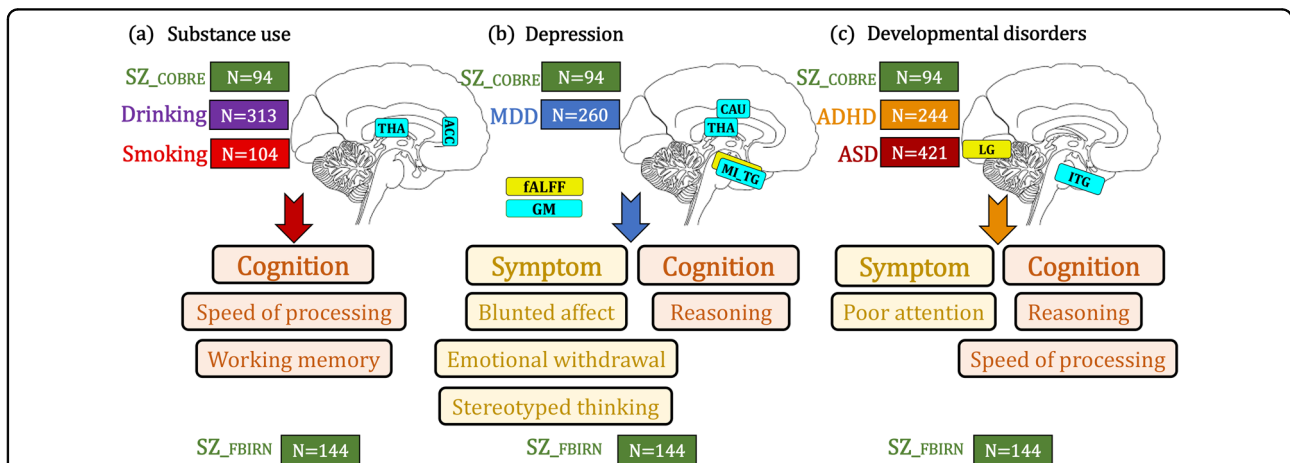 (a) Substance use
SZ_COBRE N=94
Drinking N=313
Smoking N=104
THA
ACC
Cognition
Speed of processing
Working memory
SZ_FBIRN N=144
(b) Depression
SZ_COBRE N=94
MDD N=260
CAU
THA
MI_TG
fALFF
GM
Symptom
Cognition
Blunted affect
Reasoning
Emotional withdrawal
Stereotyped thinking
SZ_FBIRN N=144
(c) Developmental disorders
SZ_COBRE N=94
ADHD N=244
ASD N=421
LG
ITG
Symptom
Cognition
Poor attention
Reasoning
Speed of processing
SZ_FBIRN N=144